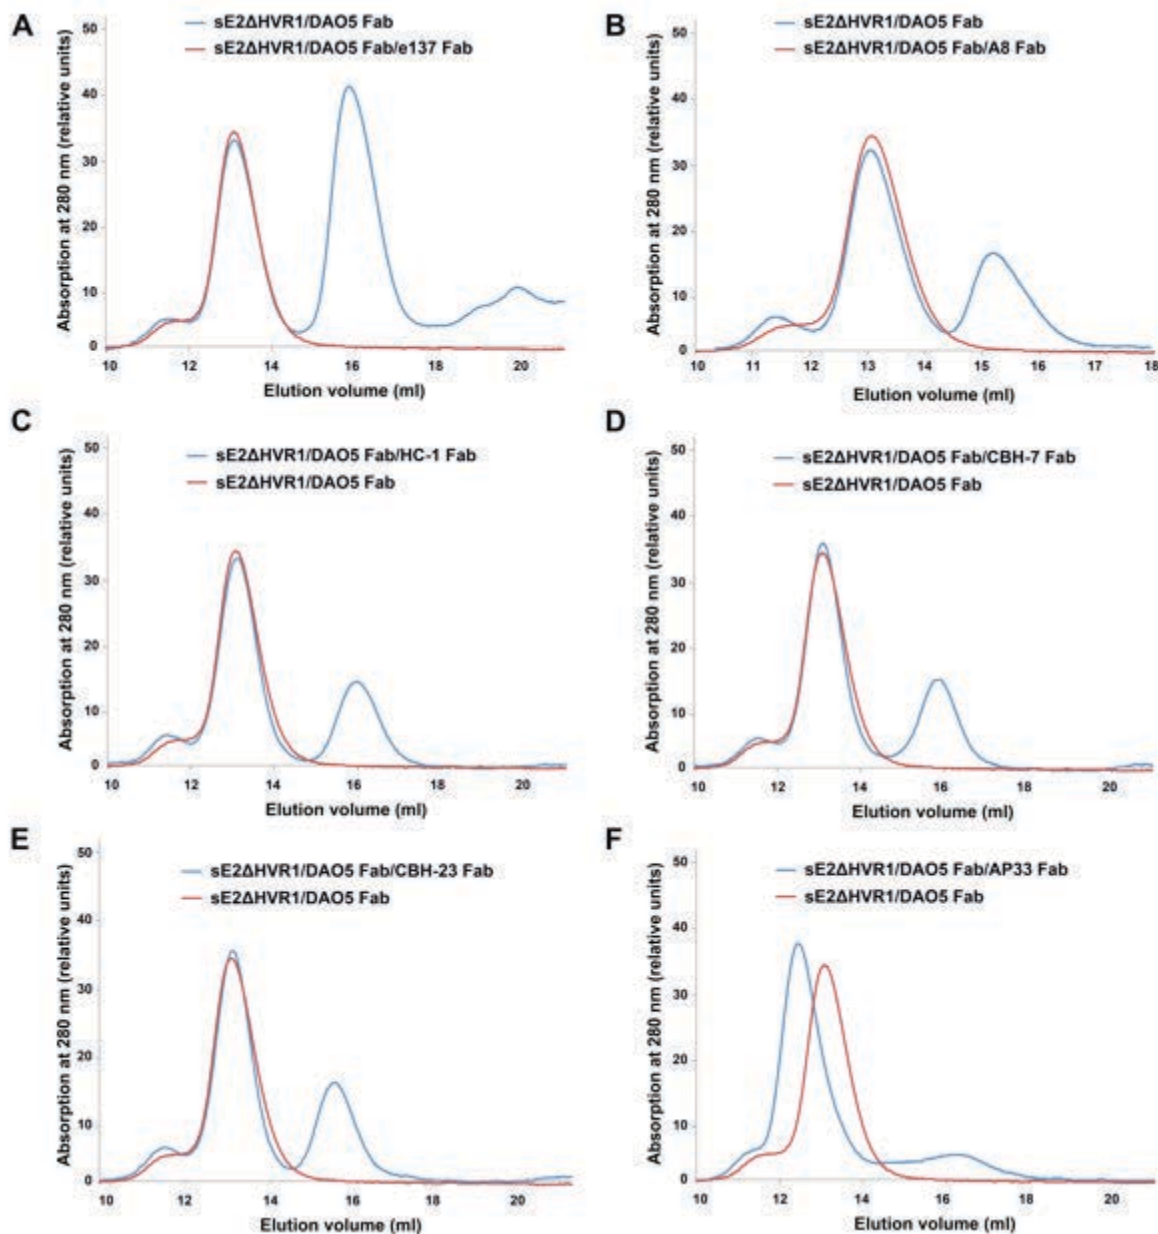 A
sE2ΔHVR1/DAO5 Fab
sE2ΔHVR1/DAO5 Fab/e137 Fab
Absorption at 280 nm (relative units)
50
40
30
20
10
0
10 12 14 16 18 20
Elution volume (ml)
B
sE2ΔHVR1/DAO5 Fab
sE2ΔHVR1/DAO5 Fab/A8 Fab
Absorption at 280 nm (relative units)
50
40
30
20
10
0
10 11 12 13 14 15 16 17 18
Elution volume (ml)
C
sE2ΔHVR1/DAO5 Fab/HC-1 Fab
sE2ΔHVR1/DAO5 Fab
Absorption at 280 nm (relative units)
50
40
30
20
10
0
10 12 14 16 18 20
Elution volume (ml)
D
sE2ΔHVR1/DAO5 Fab/CBH-7 Fab
sE2ΔHVR1/DAO5 Fab
Absorption at 280 nm (relative units)
50
40
30
20
10
0
10 12 14 16 18 20
Elution volume (ml)
E
sE2ΔHVR1/DAO5 Fab/CBH-23 Fab
sE2ΔHVR1/DAO5 Fab
Absorption at 280 nm (relative units)
50
40
30
20
10
0
10 12 14 16 18 20
Elution volume (ml)
F
sE2ΔHVR1/DAO5 Fab/AP33 Fab
sE2ΔHVR1/DAO5 Fab
Absorption at 280 nm (relative units)
50
40
30
20
10
0
10 12 14 16 18 20
Elution volume (ml)